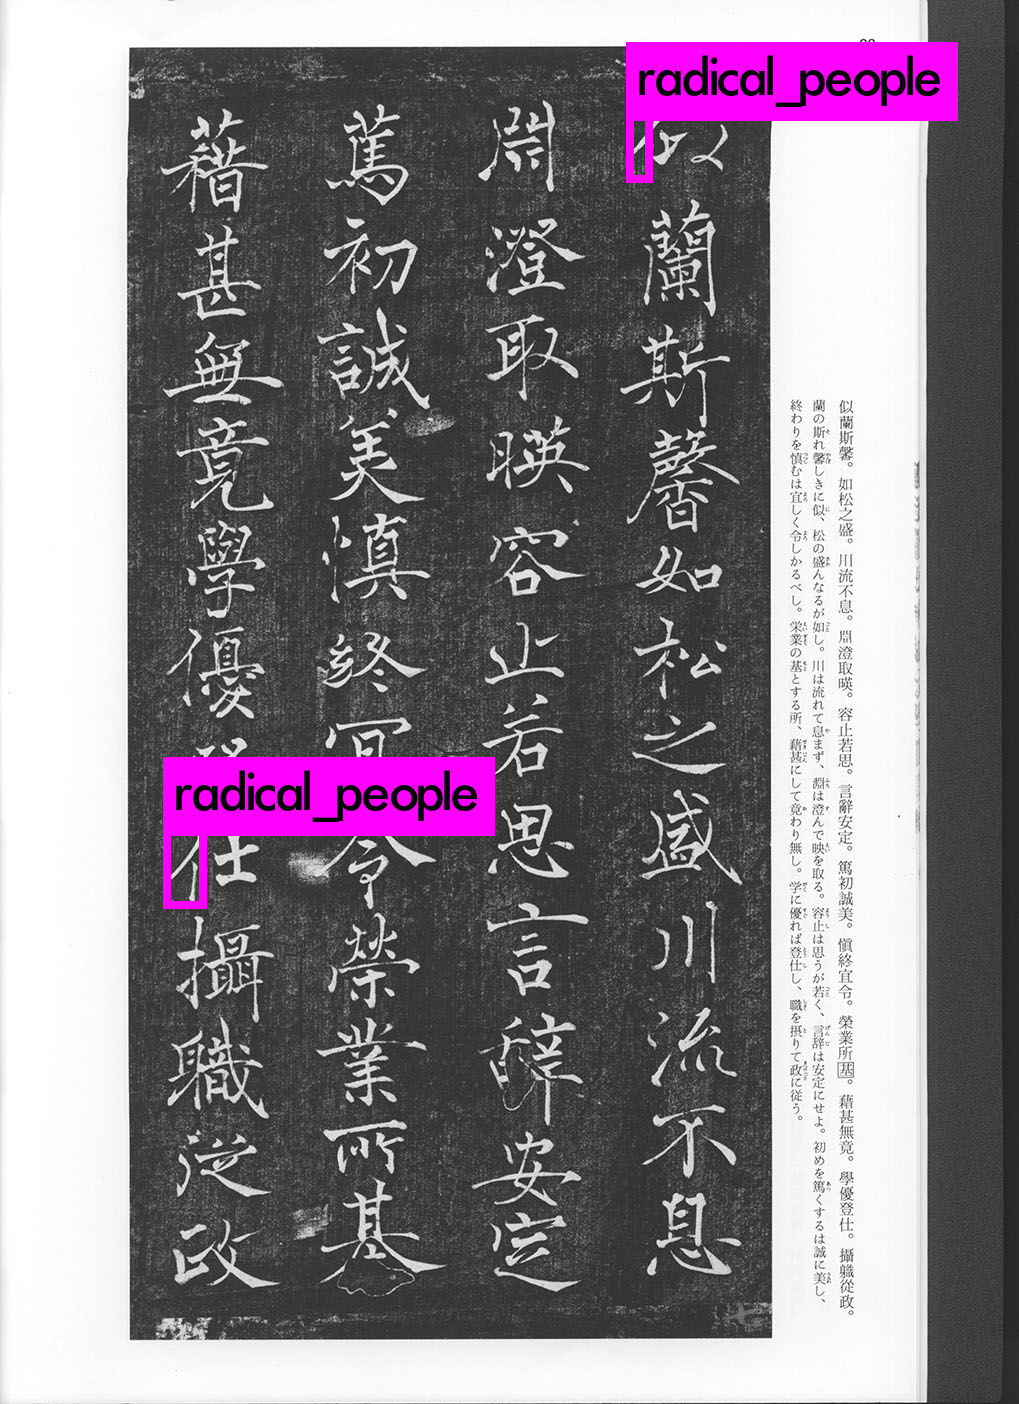 radical_people
似蘭斯馨如松之盛川流不息
淵澄取暎容止若思言辭安定
篤初誠美慎終宜令榮業所基
藉甚無竟學優登仕攝職從政
radical_people
似蘭斯馨。如松之盛。川流不息。淵澄取暎。容止若思。言辭安定。篤初誠美。愼終宜令。榮業所基。藉甚無竟。學優登仕。攝職從政。
蘭の斯れ馨しきに似、松の盛んなるが如し。川は流れて息まず、淵は澄んで映を取る。容止は思うが若く、言辞は安定にせよ。初めを篤くするは誠に美し、
終わりを慎むは宜しく令しかるべし。栄業の基とする所、藉甚にして竟わり無し。学に優れば登仕し、職を摂りて政に従う。